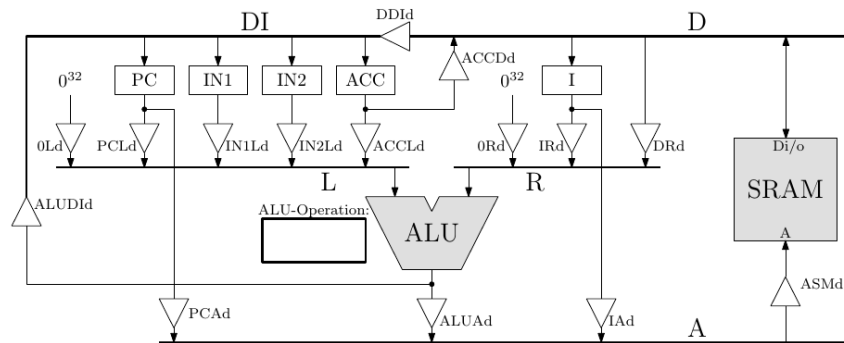 DI
DDId
D
ACCDd
0³²
PC
IN1
IN2
ACC
0³²
I
0Ld
PCLd
IN1Ld
IN2Ld
ACCLd
0Rd
IRd
DRd
Di/o
SRAM
A
L
R
ALUDId
ALU-Operation:
ALU
ASMd
PCAd
ALUAd
IAd
A